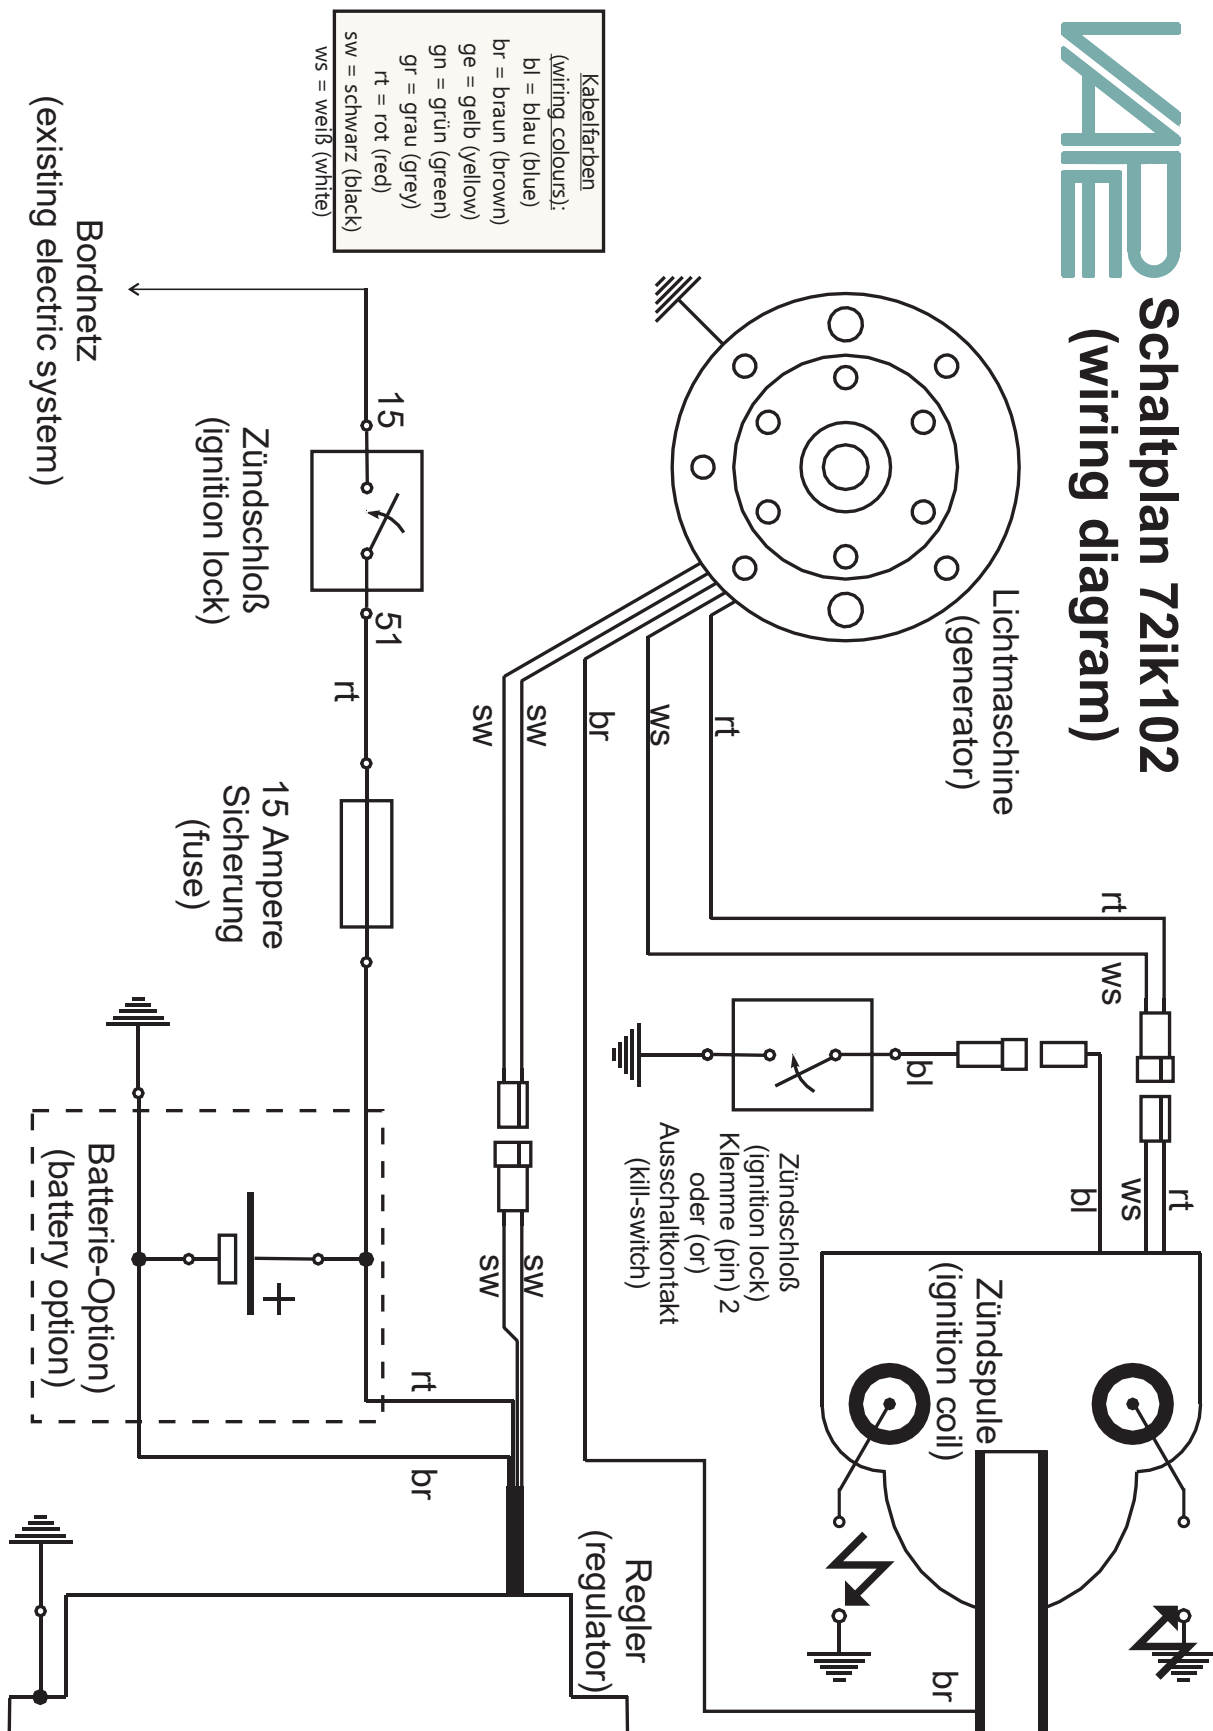 VAPE
Schaltplan 72ik102
(wiring diagram)
Kabelfarben
(wiring colours):
bl = blau (blue)
br = braun (brown)
ge = gelb (yellow)
gn = grün (green)
gr = grau (grey)
rt = rot (red)
sw = schwarz (black)
ws = weiß (white)
Lichtmaschine
(generator)
rt
ws
br
sw
sw
rt
ws
rt
ws
bl
bl
Zündschloß
(ignition lock)
Klemme (pin) 2
oder (or)
Ausschaltkontakt
(kill-switch)
Zündspule
(ignition coil)
br
sw
sw
Regler
(regulator)
rt
br
15
51
Zündschloß
(ignition lock)
rt
15 Ampere
Sicherung
(fuse)
+
Batterie-Option)
(battery option)
Bordnetz
(existing electric system)